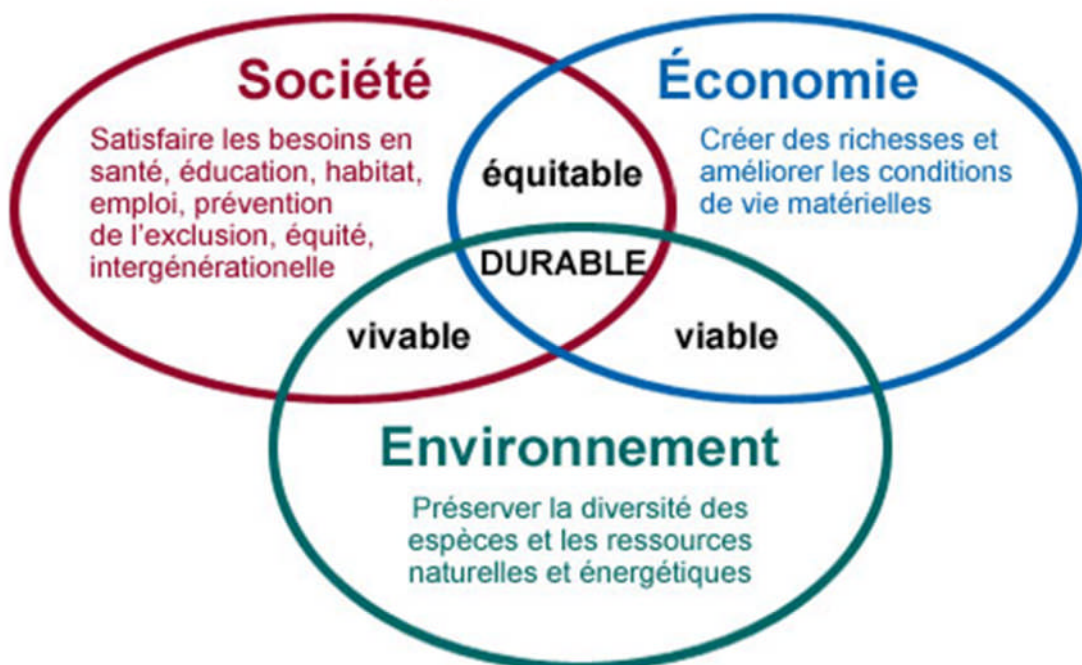 Société
Satisfaire les besoins en
santé, éducation, habitat,
emploi, prévention
de l'exclusion, équité,
intergénérationelle
équitable
Économie
Créer des richesses et
améliorer les conditions
de vie matérielles
DURABLE
vivable
viable
Environnement
Préserver la diversité des
espèces et les ressources
naturelles et énergétiques